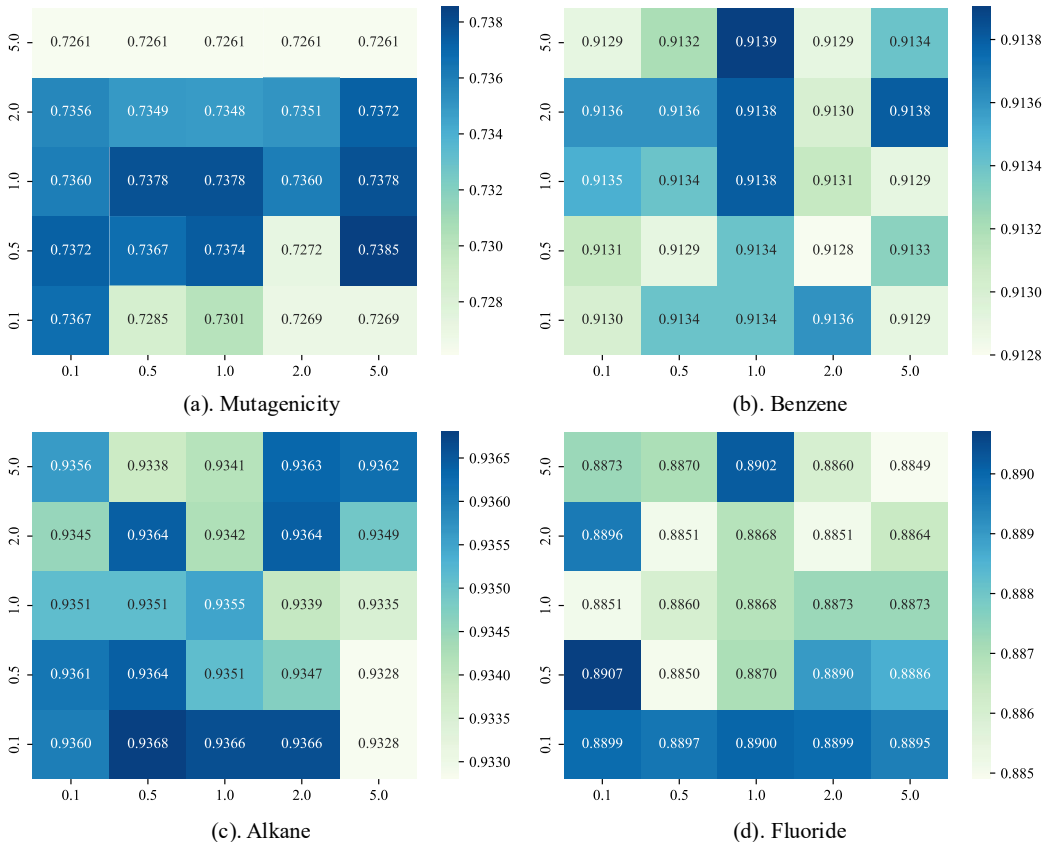 5.0 0.7261 0.7261 0.7261 0.7261 0.7261
2.0 0.7356 0.7349 0.7348 0.7351 0.7372
1.0 0.7360 0.7378 0.7378 0.7360 0.7378
0.5 0.7372 0.7367 0.7374 0.7272 0.7385
0.1 0.7367 0.7285 0.7301 0.7269 0.7269
0.1 0.5 1.0 2.0 5.0
0.738
0.736
0.734
0.732
0.730
0.728
(a). Mutagenicity
5.0 0.9129 0.9132 0.9139 0.9129 0.9134
2.0 0.9136 0.9136 0.9138 0.9130 0.9138
1.0 0.9135 0.9134 0.9138 0.9131 0.9129
0.5 0.9131 0.9129 0.9134 0.9128 0.9133
0.1 0.9130 0.9134 0.9134 0.9136 0.9129
0.1 0.5 1.0 2.0 5.0
0.9138
0.9136
0.9134
0.9132
0.9130
0.9128
(b). Benzene
5.0 0.9356 0.9338 0.9341 0.9363 0.9362
2.0 0.9345 0.9364 0.9342 0.9364 0.9349
1.0 0.9351 0.9351 0.9355 0.9339 0.9335
0.5 0.9361 0.9364 0.9351 0.9347 0.9328
0.1 0.9360 0.9368 0.9366 0.9366 0.9328
0.1 0.5 1.0 2.0 5.0
0.9365
0.9360
0.9355
0.9350
0.9345
0.9340
0.9335
0.9330
(c). Alkane
5.0 0.8873 0.8870 0.8902 0.8860 0.8849
2.0 0.8896 0.8851 0.8868 0.8851 0.8864
1.0 0.8851 0.8860 0.8868 0.8873 0.8873
0.5 0.8907 0.8850 0.8870 0.8890 0.8886
0.1 0.8899 0.8897 0.8900 0.8899 0.8895
0.1 0.5 1.0 2.0 5.0
0.890
0.889
0.888
0.887
0.886
0.885
(d). Fluoride